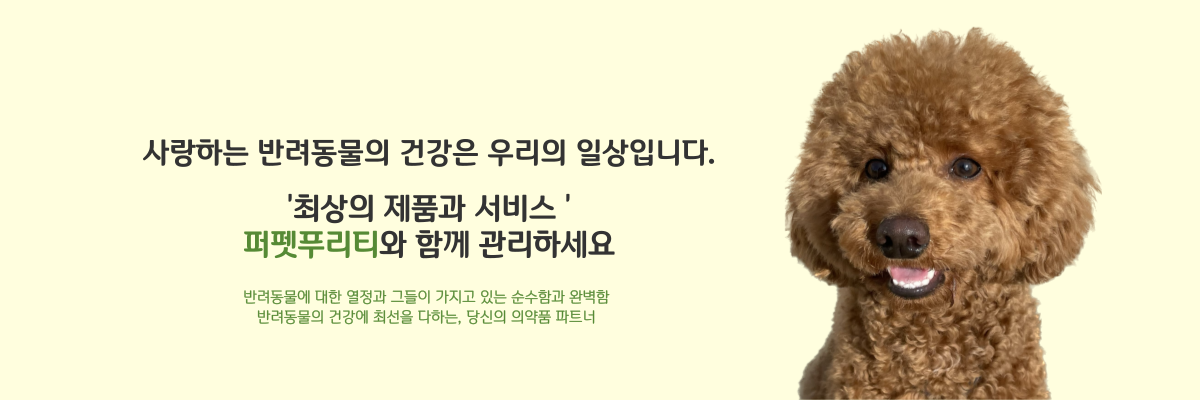 사랑하는 반려동물의 건강은 우리의 일상입니다.
'최상의 제품과 서비스 '
퍼펫푸리티와 함께 관리하세요
반려동물에 대한 열정과 그들이 가지고 있는 순수함과 완벽함
반려동물의 건강에 최선을 다하는, 당신의 의약품 파트너